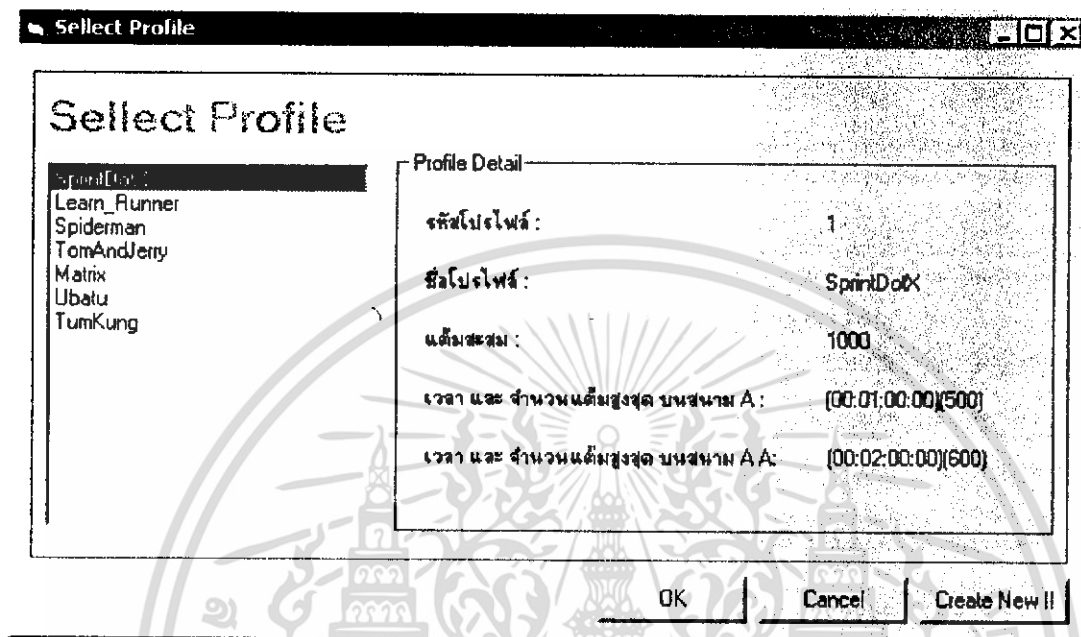 Sellect Profile
Sellect Profile
Learn_Runner
Spiderman
TomAndJerry
Matrix
Ubatu
TumKung
Profile Detail
รหัสโปรไฟล์ : 1
ชื่อโปรไฟล์ : SprintDotX
แต้มสะสม : 1000
เวลา และ จำนวนแต้มสูงสุด บนสนาม A : (00:01:00:00)(500)
เวลา และ จำนวนแต้มสูงสุด บนสนาม A A: (00:02:00:00)(600)
OK Cancel Create New !!